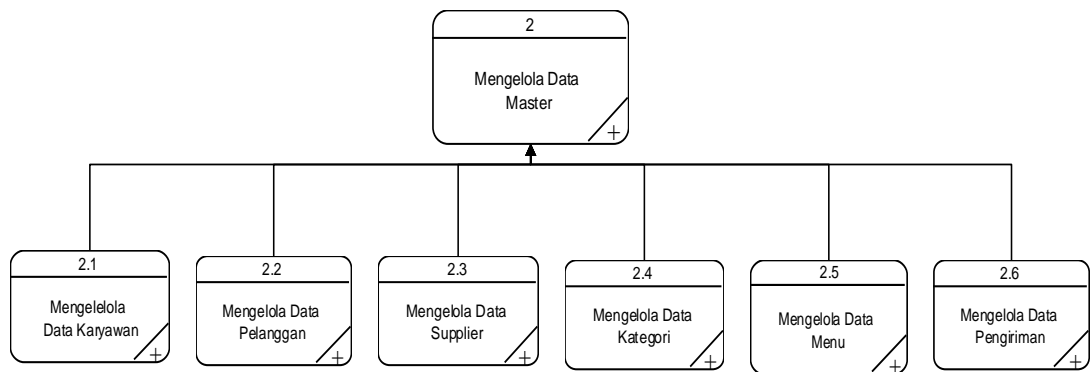 2
Mengelola Data
Master
+
2.1
Mengelelola
Data Karyawan
+
2.2
Mengelola Data
Pelanggan
+
2.3
Mengelola Data
Supplier
+
2.4
Mengelola Data
Kategori
+
2.5
Mengelola Data
Menu
+
2.6
Mengelola Data
Pengiriman
+